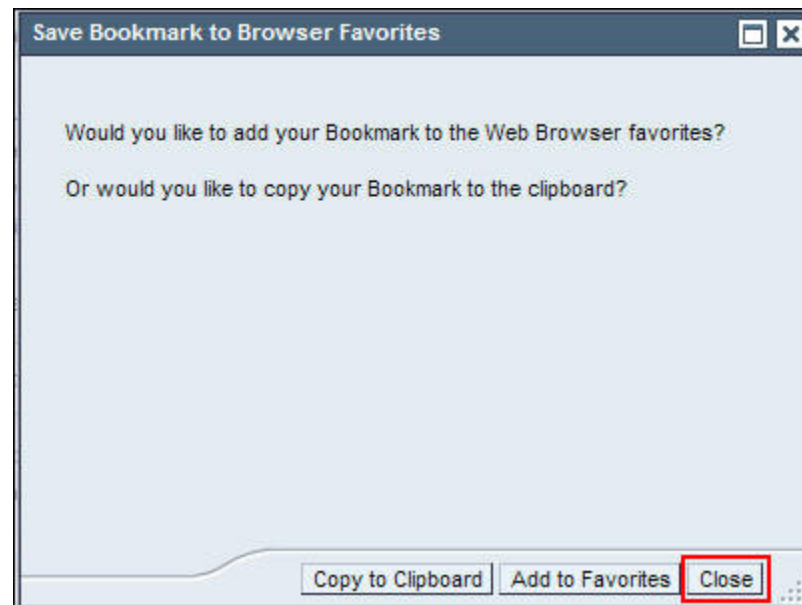 Save Bookmark to Browser Favorites
Would you like to add your Bookmark to the Web Browser favorites?
Or would you like to copy your Bookmark to the clipboard?
Copy to Clipboard Add to Favorites Close